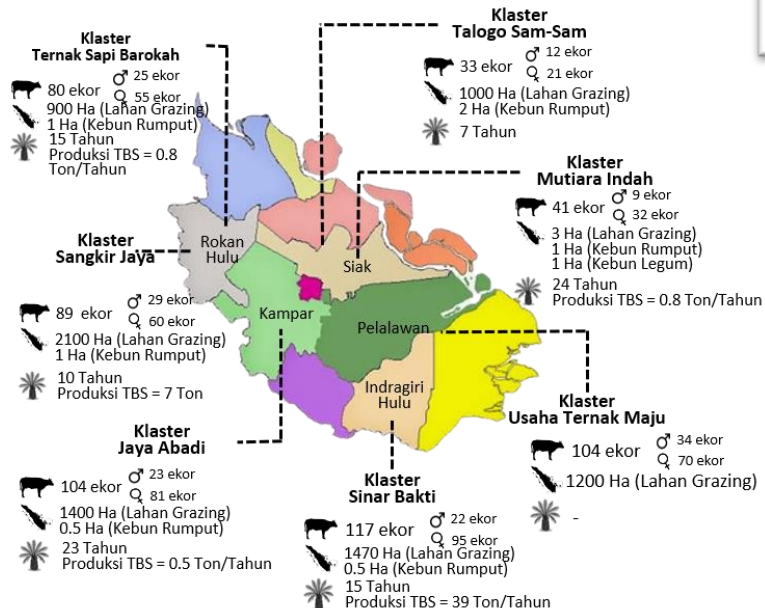 Klaster
Ternak Sapi Barokah
80 ekor
♂ 25 ekor
♀ 55 ekor
900 Ha (Lahan Grazing)
1 Ha (Kebun Rumput)
15 Tahun
Produksi TBS = 0.8
Ton/Tahun
Klaster
Talogo Sam-Sam
33 ekor
♂ 12 ekor
♀ 21 ekor
1000 Ha (Lahan Grazing)
2 Ha (Kebun Rumput)
7 Tahun
Klaster
Mutiara Indah
41 ekor
♂ 9 ekor
♀ 32 ekor
3 Ha (Lahan Grazing)
1 Ha (Kebun Rumput)
1 Ha (Kebun Legum)
24 Tahun
Produksi TBS = 0.8 Ton/Tahun
Klaster
Sangkir Jaya
89 ekor
♂ 29 ekor
♀ 60 ekor
2100 Ha (Lahan Grazing)
1 Ha (Kebun Rumput)
10 Tahun
Produksi TBS = 7 Ton
Rokan
Hulu
Siak
Kampar
Pelalawan
Indragiri
Hulu
Klaster
Jaya Abadi
104 ekor
♂ 23 ekor
♀ 81 ekor
1400 Ha (Lahan Grazing)
0.5 Ha (Kebun Rumput)
23 Tahun
Produksi TBS = 0.5 Ton/Tahun
Klaster
Sinar Bakti
117 ekor
♂ 22 ekor
♀ 95 ekor
1470 Ha (Lahan Grazing)
0.5 Ha (Kebun Rumput)
15 Tahun
Produksi TBS = 39 Ton/Tahun
Klaster
Usaha Ternak Maju
104 ekor
♂ 34 ekor
♀ 70 ekor
1200 Ha (Lahan Grazing)
-